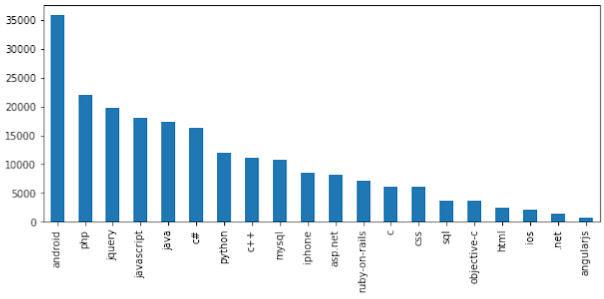 35000
30000
25000
20000
15000
10000
5000
0
android
php
jquery
javascript
java
c#
python
c++
mysql
iphone
asp.net
ruby-on-rails
c
css
sql
objective-c
html
ios
.net
angularjs